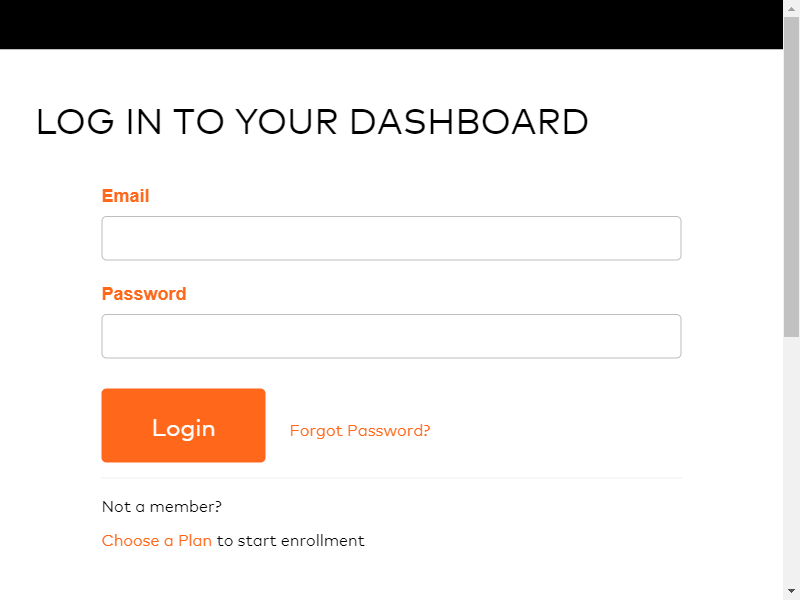 LOG IN TO YOUR DASHBOARD
Email
Password
Login
Forgot Password?
Not a member?
Choose a Plan to start enrollment